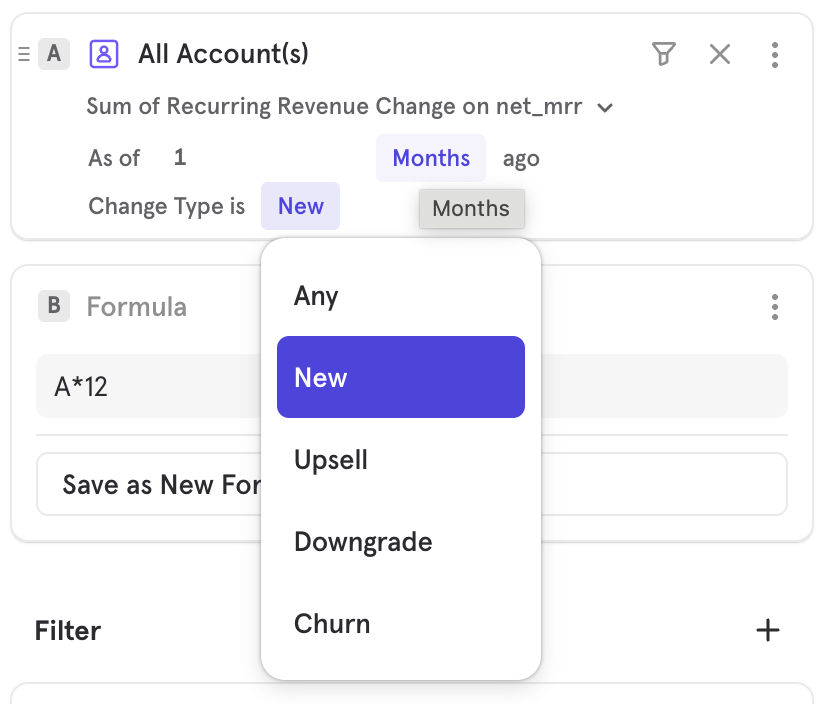 A All Account(s)
Sum of Recurring Revenue Change on net_mrr
As of 1 Months ago
Change Type is New
Months
Any
New
Upsell
Downgrade
Churn
B Formula
A*12
Save as New For
Filter